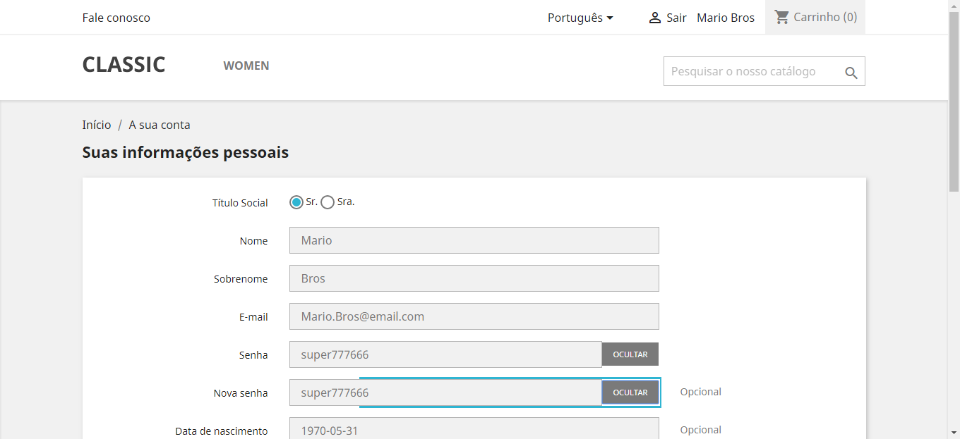 Fale conosco
Português
Sair
Mario Bros
Carrinho (0)
CLASSIC
WOMEN
Pesquisar o nosso catálogo
Início / A sua conta
Suas informações pessoais
Título Social Sr. Sra.
Nome Mario
Sobrenome Bros
E-mail Mario.Bros@email.com
Senha super777666 OCULTAR
Nova senha super777666 OCULTAR Opcional
Data de nascimento 1970-05-31 Opcional